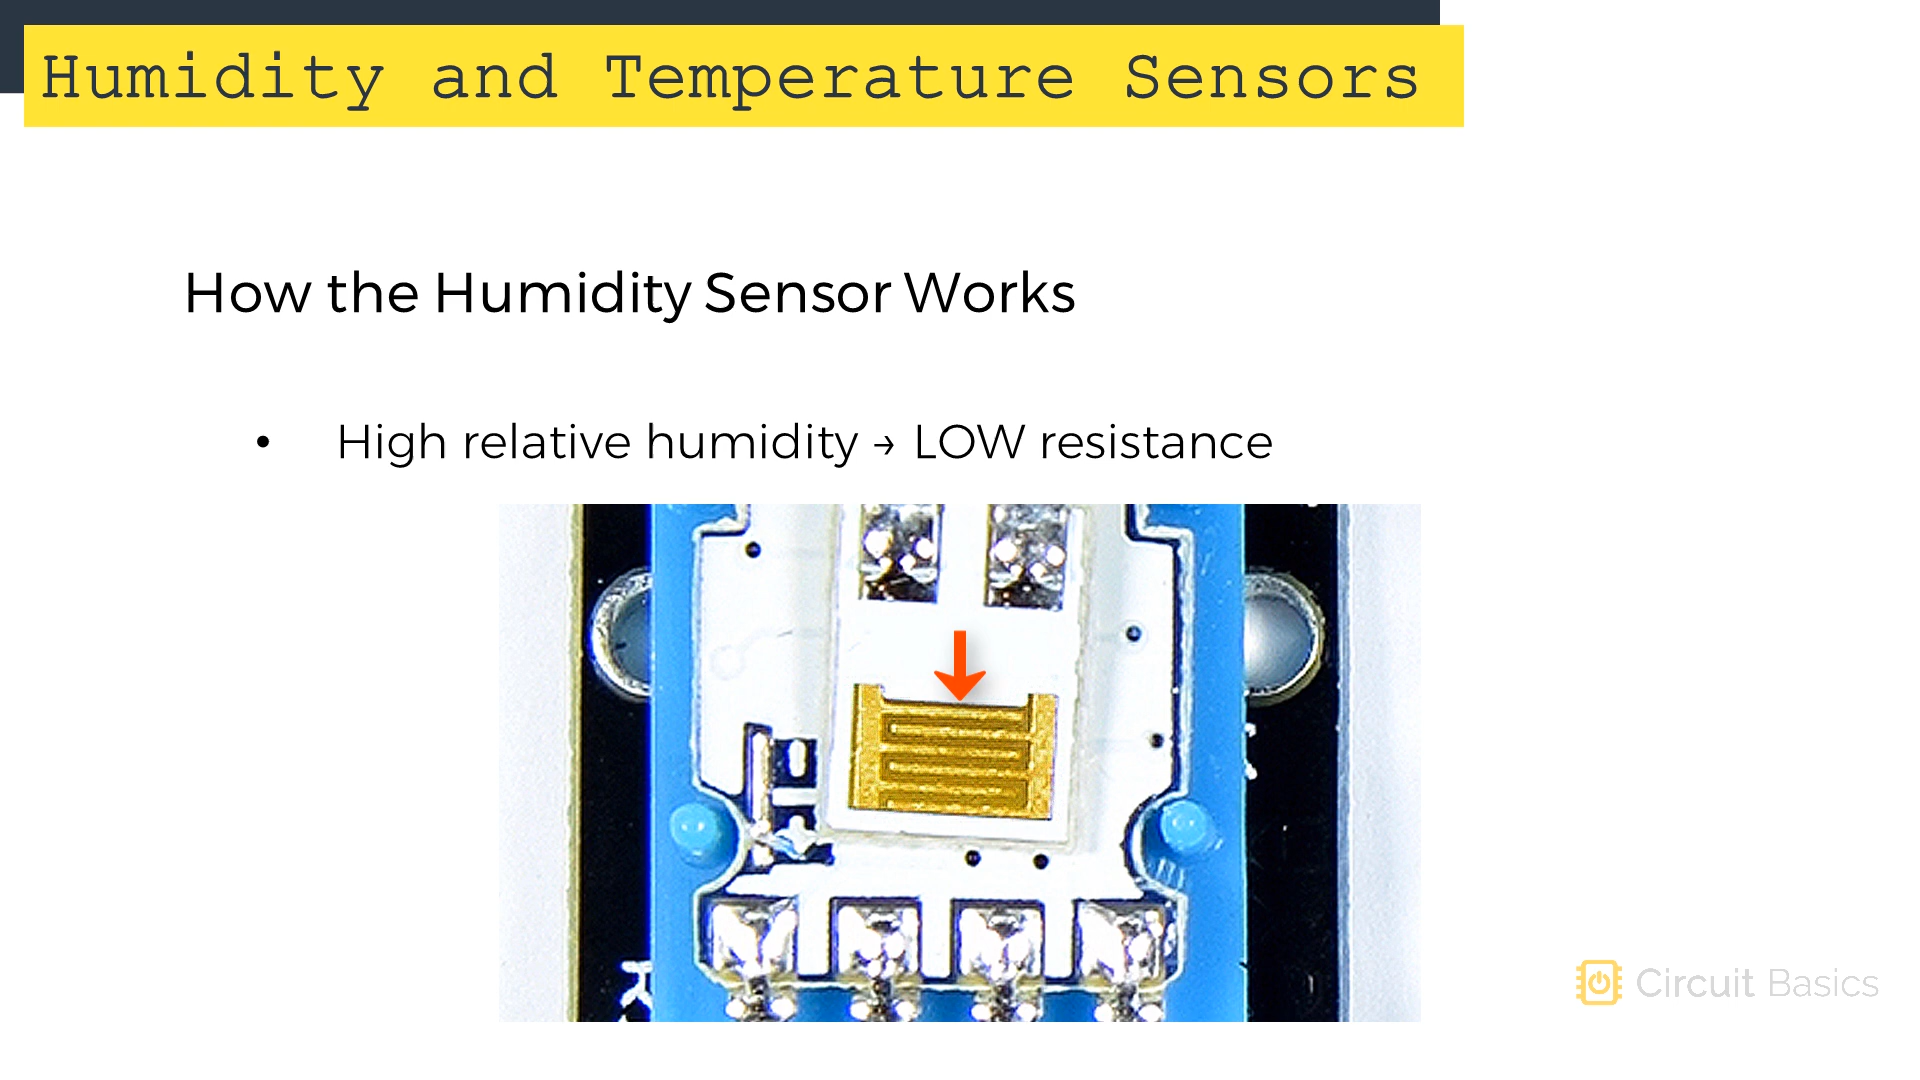 Humidity and Temperature Sensors
How the Humidity Sensor Works
• High relative humidity → LOW resistance
Circuit Basics